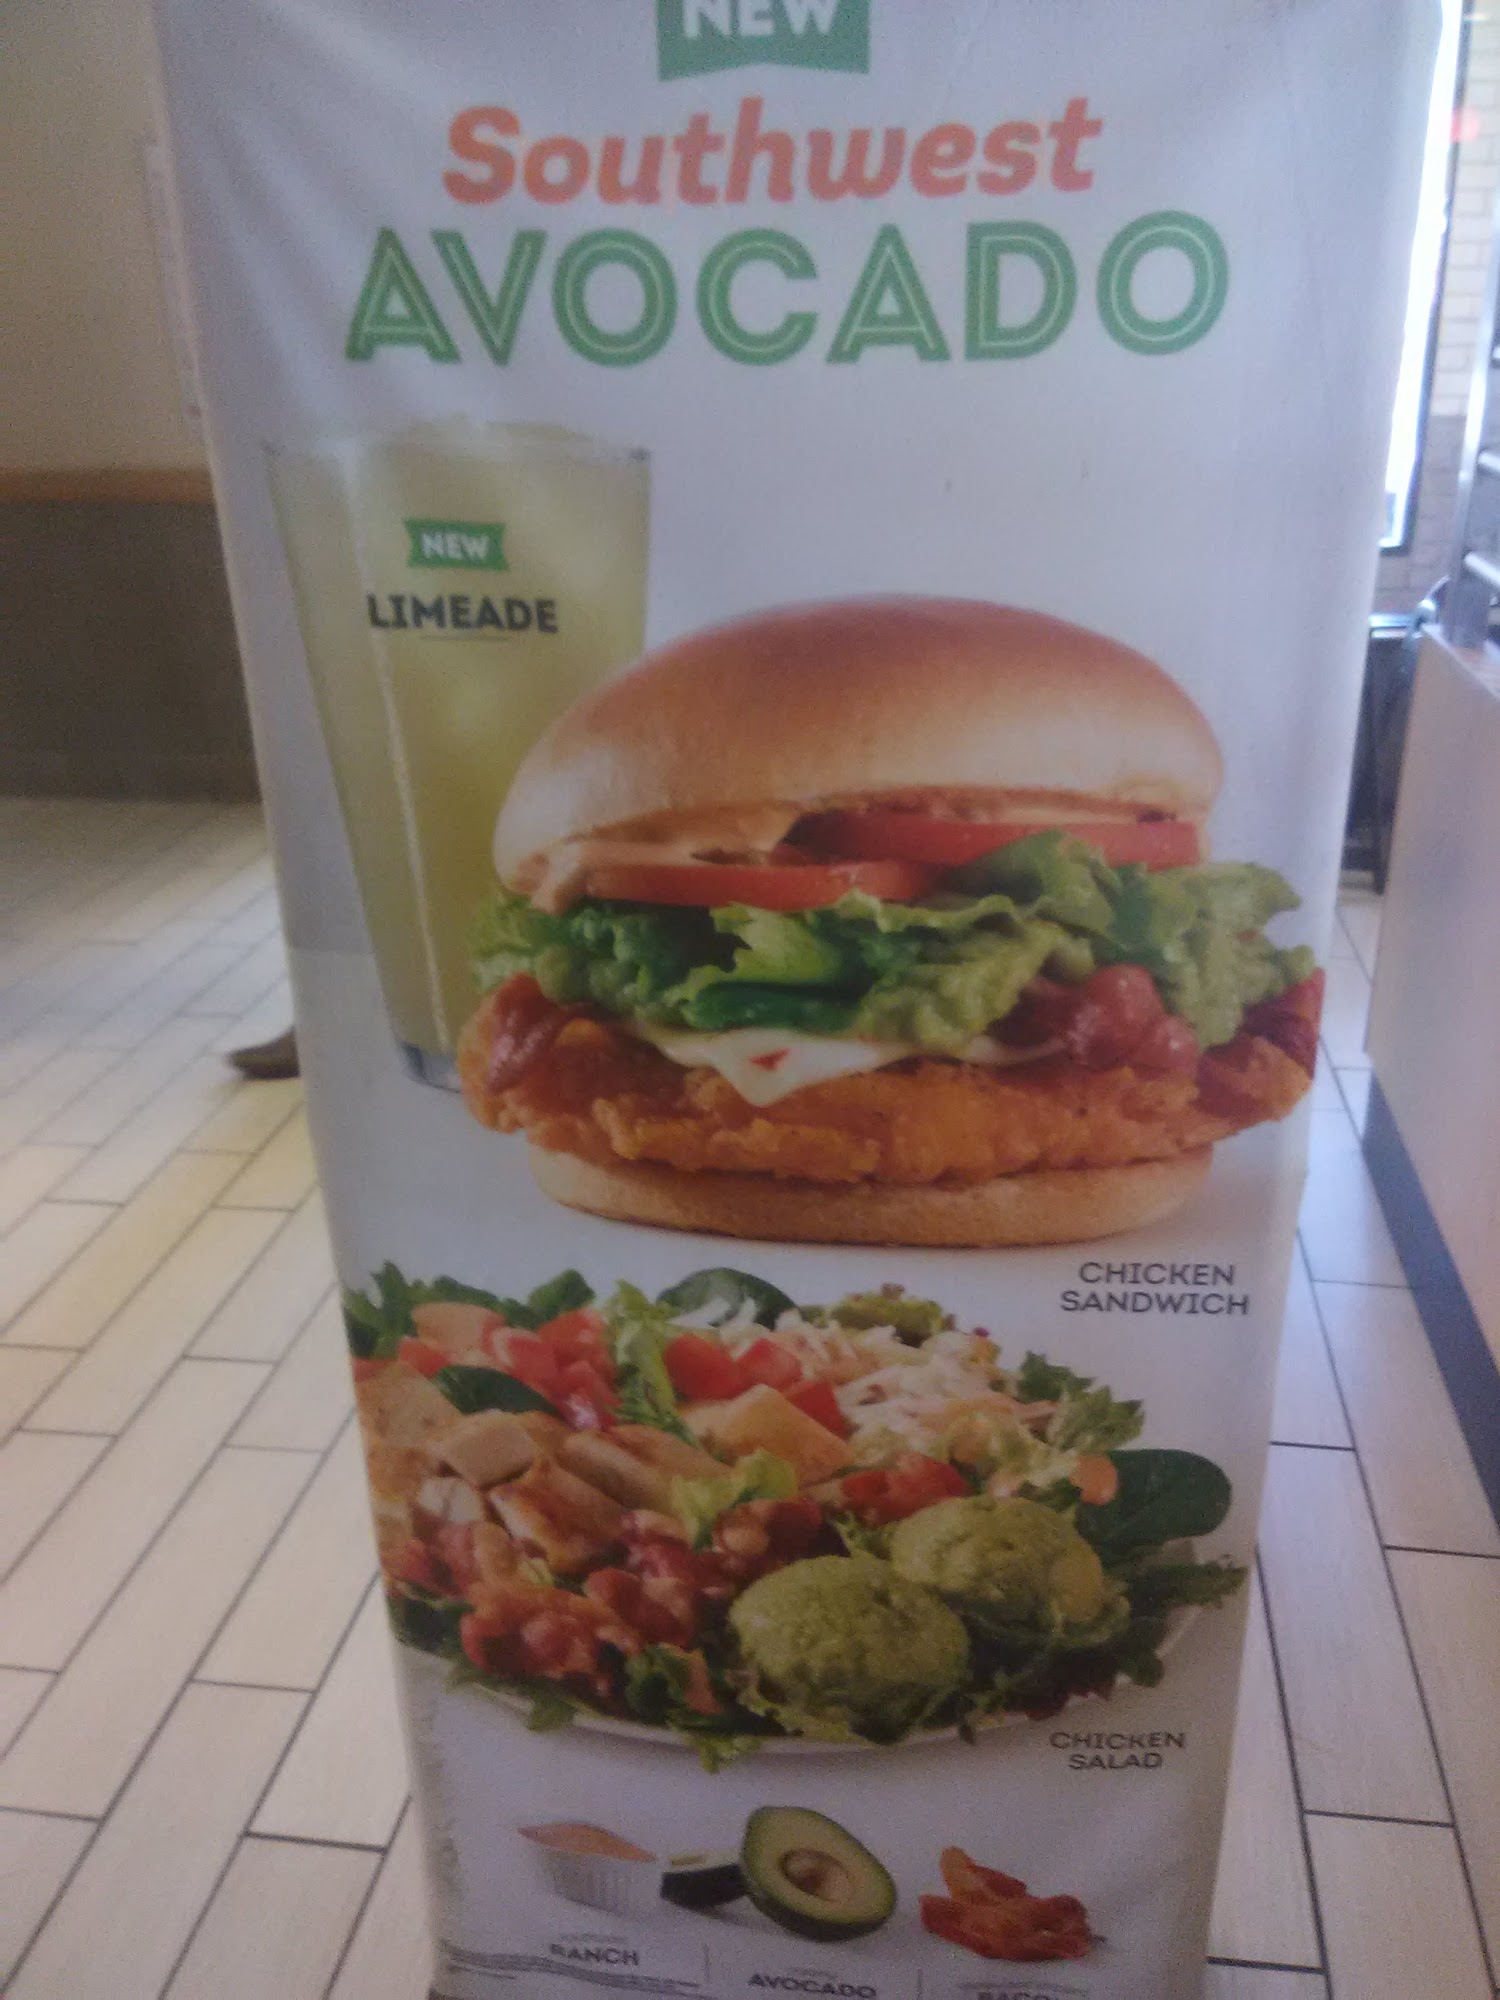 NEW
Southwest
AVOCADO
NEW
LIMEADE
CHICKEN
SANDWICH
CHICKEN
SALAD
RANCH
AVOCADO